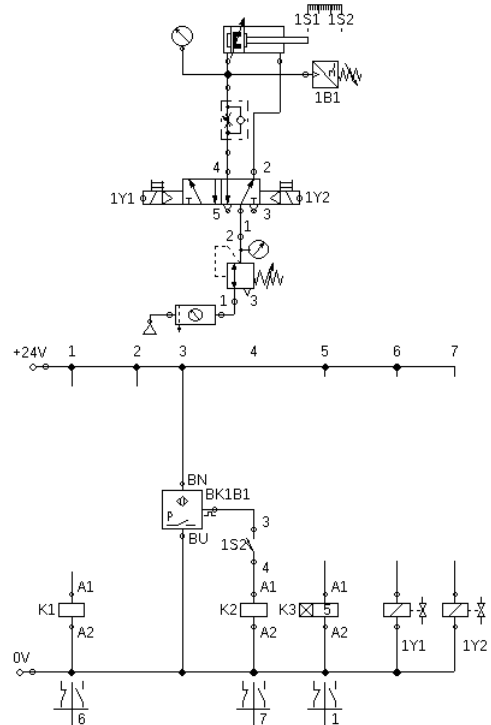 1S1 1S2
1B1
4 2
1Y1 1Y2
5 3
1
2
1 3
+24V 1 2 3 4 5 6 7
BN
BK1B1
P
3
BU
1S2
4
A1 A1 A1
K1 K2 K3 5
A2 A2 A2
1Y1 1Y2
0V
6 7 1